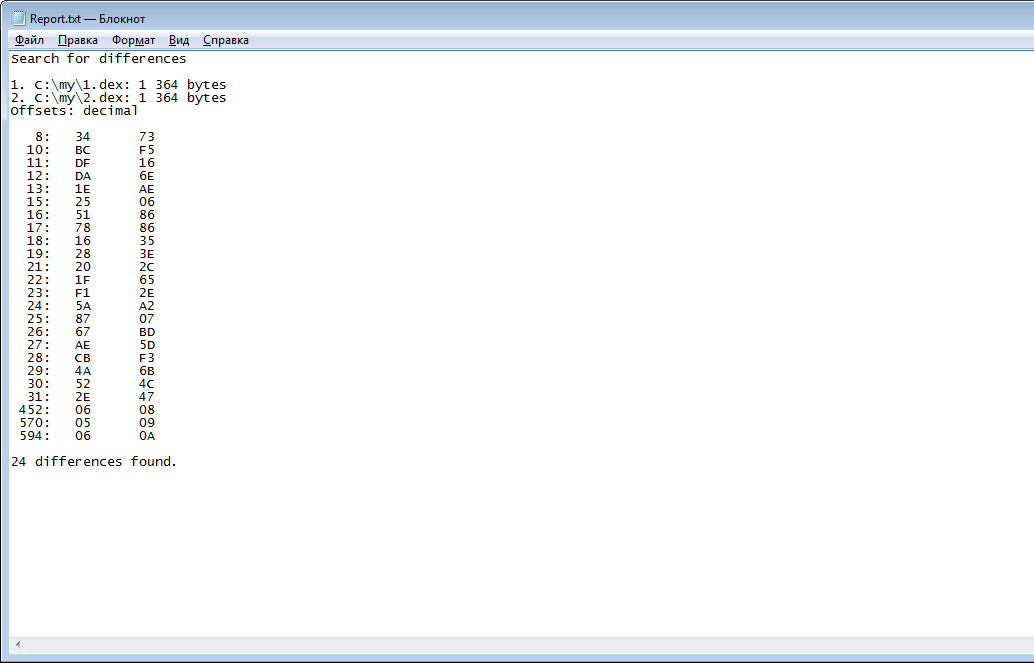 Report.txt — Блокнот
Файл Правка Формат Вид Справка
Search for differences
1. C:\my\1.dex: 1 364 bytes
2. C:\my\2.dex: 1 364 bytes
Offsets: decimal
8: 34 73
10: BC F5
11: DF 16
12: DA 6E
13: 1E AE
15: 25 06
16: 51 86
17: 78 86
18: 16 35
19: 28 3E
21: 20 2C
22: 1F 65
23: F1 2E
24: 5A A2
25: 87 07
26: 67 BD
27: AE 5D
28: CB F3
29: 4A 6B
30: 52 4C
31: 2E 47
452: 06 08
570: 05 09
594: 06 0A
24 differences found.